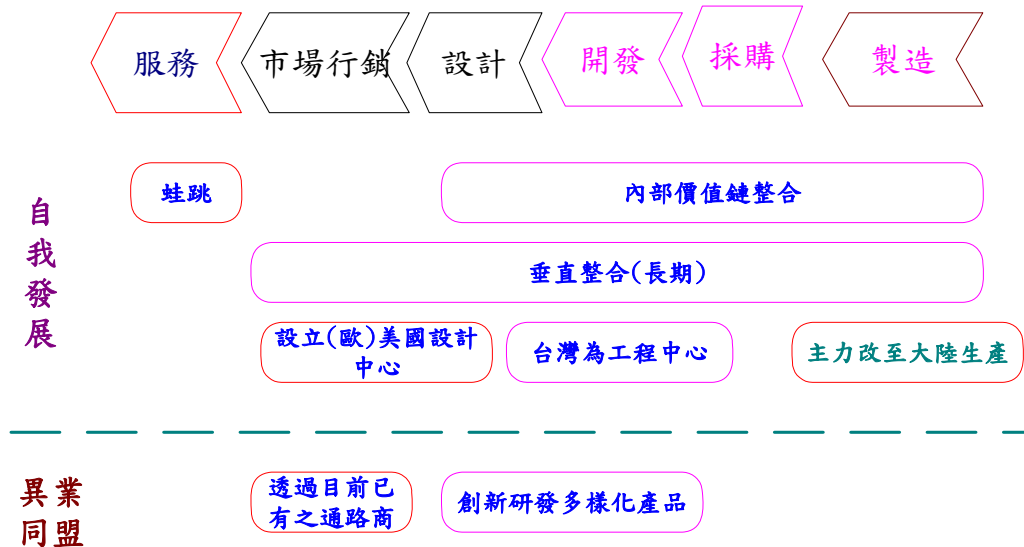 服務
市場行銷
設計
開發
採購
製造
自我發展
蛙跳
內部價值鏈整合
垂直整合(長期)
設立(歐)美國設計
中心
台灣為工程中心
主力改至大陸生產
異業
同盟
透過目前已
有之通路商
創新研發多樣化產品